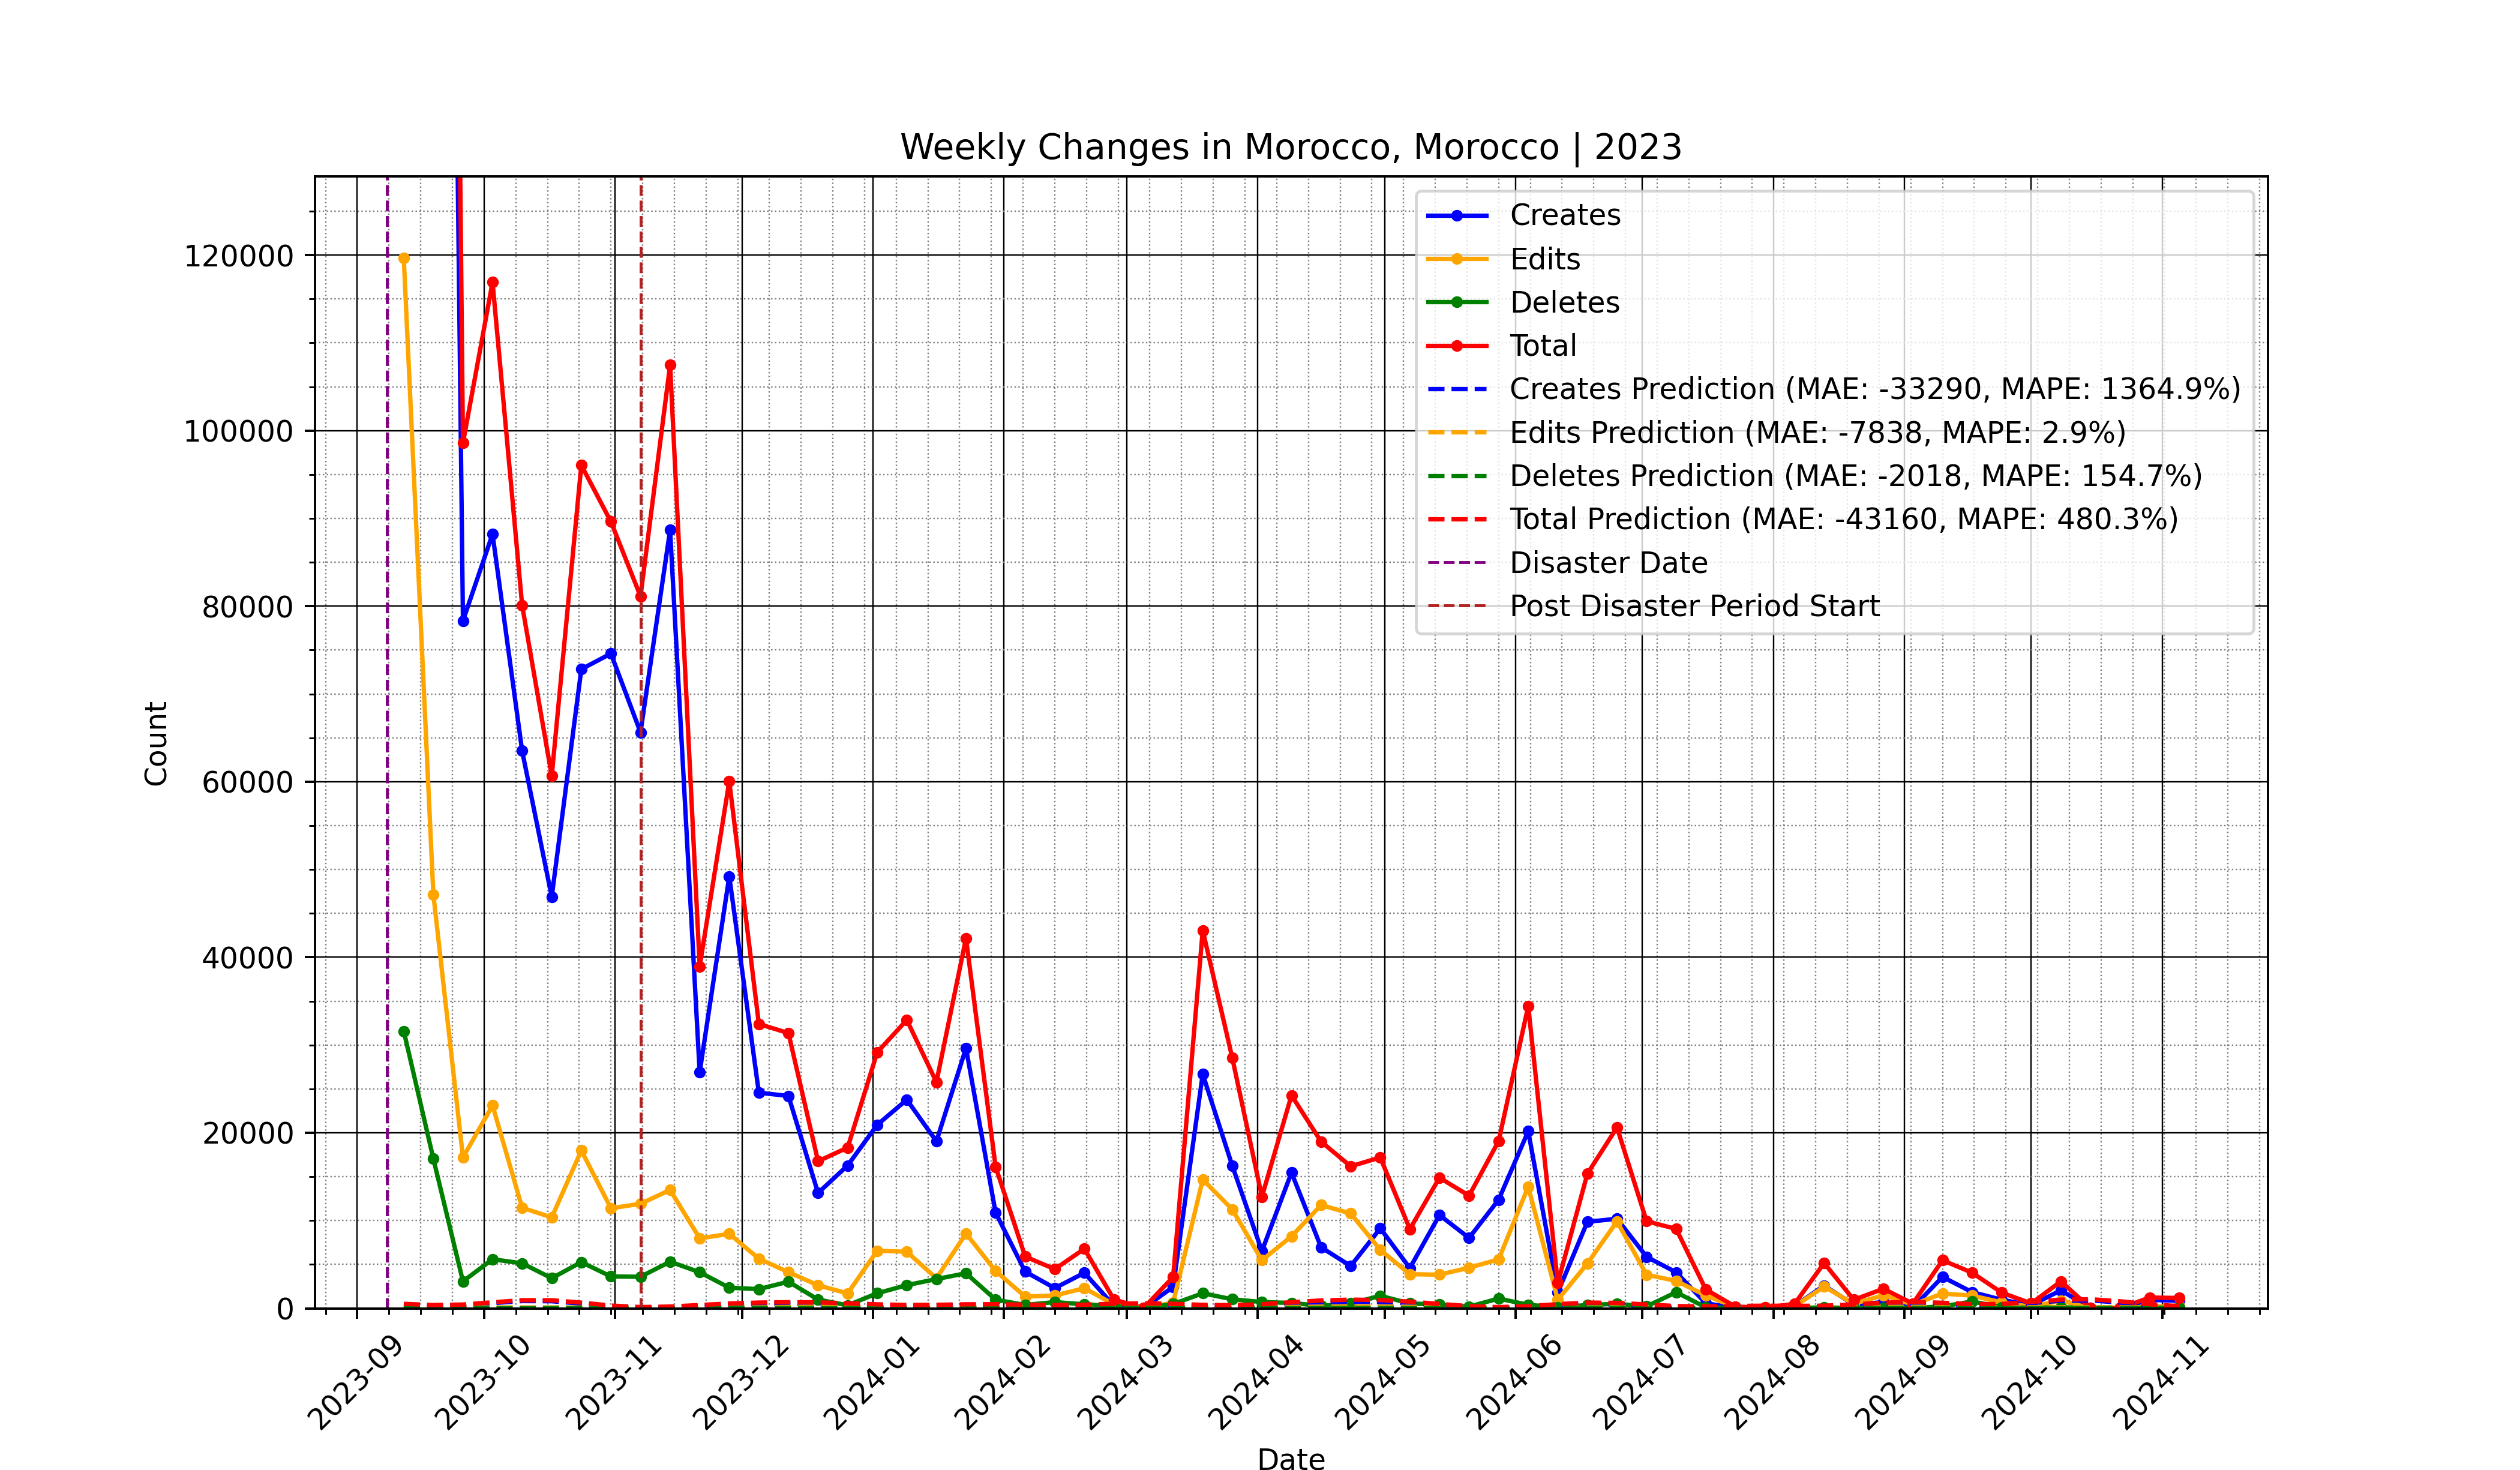 Weekly Changes in Morocco, Morocco | 2023
120000
100000
80000
60000
40000
20000
0
Count
Creates
Edits
Deletes
Total
Creates Prediction (MAE: -33290, MAPE: 1364.9%)
Edits Prediction (MAE: -7838, MAPE: 2.9%)
Deletes Prediction (MAE: -2018, MAPE: 154.7%)
Total Prediction (MAE: -43160, MAPE: 480.3%)
Disaster Date
Post Disaster Period Start
2023-09
2023-10
2023-11
2023-12
2024-01
2024-02
2024-03
2024-04
2024-05
2024-06
2024-07
2024-08
2024-09
2024-10
2024-11
Date